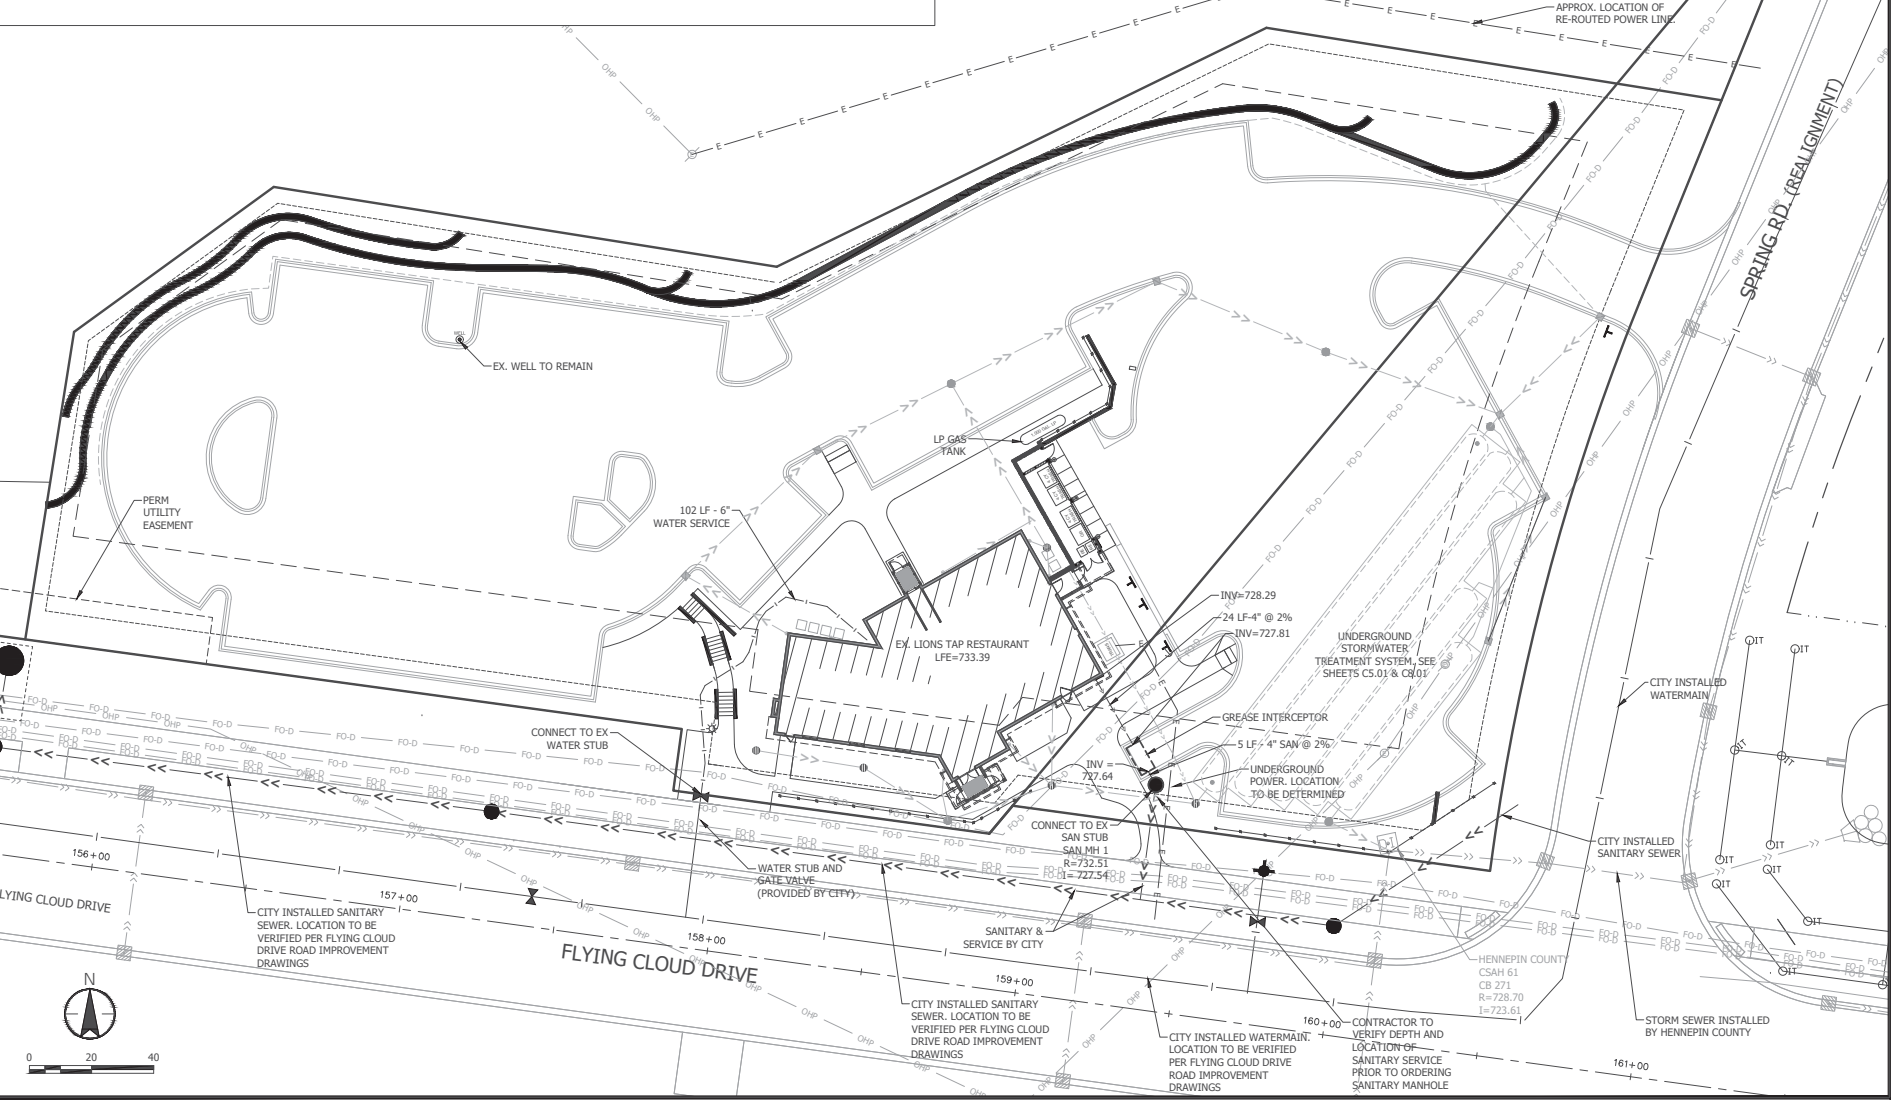 APPROX. LOCATION OF
RE-ROUTED POWER LINE.
SPRING RD. (REALIGNMENT)
WELL
EX. WELL TO REMAIN
LP GAS
TANK
PERM
UTILITY
EASEMENT
102 LF - 6"
WATER SERVICE
INV=728.29
24 LF-4" @ 2%
INV=727.81
EX. LIONS TAP RESTAURANT
LFE=733.39
UNDERGROUND
STORMWATER
TREATMENT SYSTEM, SEE
SHEETS C5.01 & C8.01
CITY INSTALLED
WATERMAIN
GREASE INTERCEPTOR
CONNECT TO EX
WATER STUB
5 LF - 4" SAN @ 2%
INV =
727.64
UNDERGROUND
POWER. LOCATION
TO BE DETERMINED
CONNECT TO EX
SAN STUB
SAN MH 1
R=732.51
I= 727.54
CITY INSTALLED
SANITARY SEWER
WATER STUB AND
GATE VALVE
(PROVIDED BY CITY)
156+00
157+00
158+00
159+00
160+00
161+00
LYING CLOUD DRIVE
FLYING CLOUD DRIVE
CITY INSTALLED SANITARY
SEWER. LOCATION TO BE
VERIFIED PER FLYING CLOUD
DRIVE ROAD IMPROVEMENT
DRAWINGS
SANITARY &
SERVICE BY CITY
HENNEPIN COUNTY
CSAH 61
CB 271
R=728.70
I=723.61
CITY INSTALLED SANITARY
SEWER. LOCATION TO BE
VERIFIED PER FLYING CLOUD
DRIVE ROAD IMPROVEMENT
DRAWINGS
CITY INSTALLED WATERMAIN.
LOCATION TO BE VERIFIED
PER FLYING CLOUD DRIVE
ROAD IMPROVEMENT
DRAWINGS
CONTRACTOR TO
VERIFY DEPTH AND
LOCATION OF
SANITARY SERVICE
PRIOR TO ORDERING
SANITARY MANHOLE
STORM SEWER INSTALLED
BY HENNEPIN COUNTY
N
0 20 40